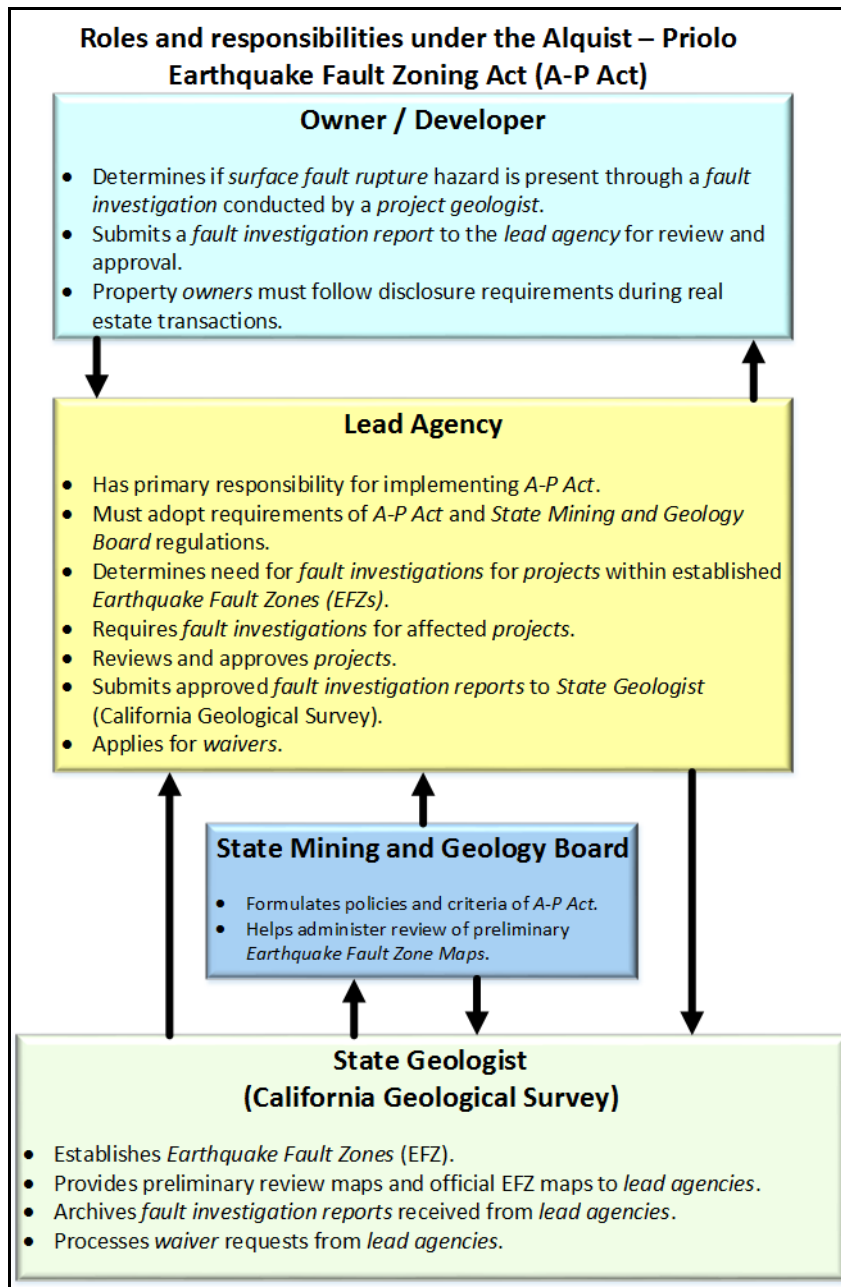 Roles and responsibilities under the Alquist – Priolo
Earthquake Fault Zoning Act (A-P Act)
Owner / Developer
• Determines if surface fault rupture hazard is present through a fault
investigation conducted by a project geologist.
• Submits a fault investigation report to the lead agency for review and
approval.
• Property owners must follow disclosure requirements during real
estate transactions.
Lead Agency
• Has primary responsibility for implementing A-P Act.
• Must adopt requirements of A-P Act and State Mining and Geology
Board regulations.
• Determines need for fault investigations for projects within established
Earthquake Fault Zones (EFZs).
• Requires fault investigations for affected projects.
• Reviews and approves projects.
• Submits approved fault investigation reports to State Geologist
(California Geological Survey).
• Applies for waivers.
State Mining and Geology Board
• Formulates policies and criteria of A-P Act.
• Helps administer review of preliminary
Earthquake Fault Zone Maps.
State Geologist
(California Geological Survey)
• Establishes Earthquake Fault Zones (EFZ).
• Provides preliminary review maps and official EFZ maps to lead agencies.
• Archives fault investigation reports received from lead agencies.
• Processes waiver requests from lead agencies.